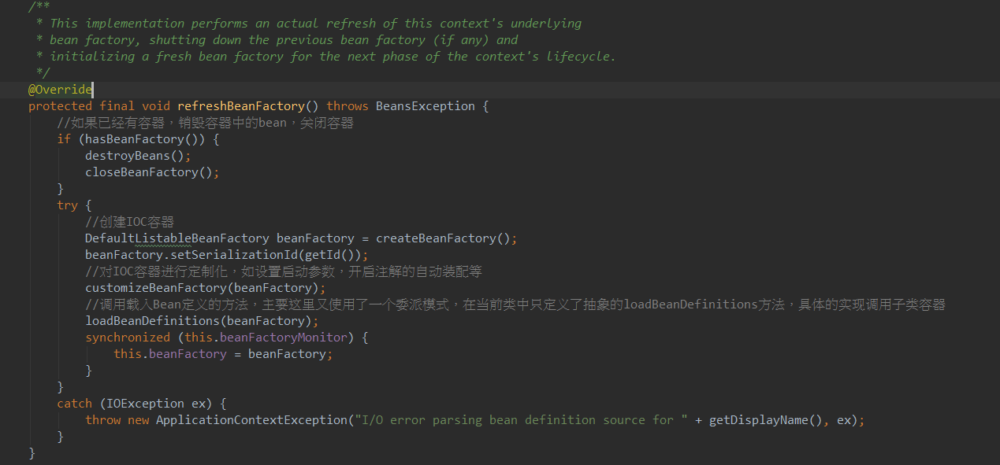 /**
 * This implementation performs an actual refresh of this context's underlying
 * bean factory, shutting down the previous bean factory (if any) and
 * initializing a fresh bean factory for the next phase of the context's lifecycle.
 */
@Override
protected final void refreshBeanFactory() throws BeansException {
    //如果已经有容器，销毁容器中的bean，关闭容器
    if (hasBeanFactory()) {
        destroyBeans();
        closeBeanFactory();
    }
    try {
        //创建IOC容器
        DefaultListableBeanFactory beanFactory = createBeanFactory();
        beanFactory.setSerializationId(getId());
        //对IOC容器进行定制化，如设置启动参数，开启注解的自动装配等
        customizeBeanFactory(beanFactory);
        //调用载入Bean定义的方法，主要这里又使用了一个委派模式，在当前类中只定义了抽象的loadBeanDefinitions方法，具体的实现调用子类容器
        loadBeanDefinitions(beanFactory);
        synchronized (this.beanFactoryMonitor) {
            this.beanFactory = beanFactory;
        }
    }
    catch (IOException ex) {
        throw new ApplicationContextException("I/O error parsing bean definition source for " + getDisplayName(), ex);
    }
}